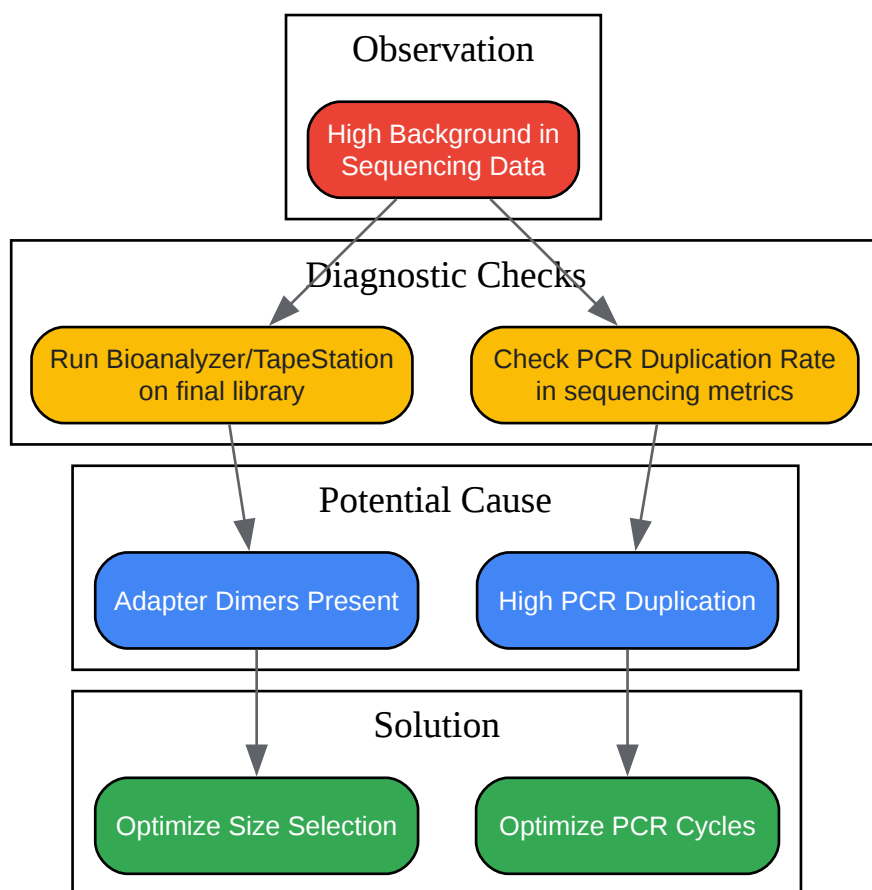 Observation
High Background in
Sequencing Data
Diagnostic Checks
Run Bioanalyzer/TapeStation
on final library
Check PCR Duplication Rate
in sequencing metrics
Potential Cause
Adapter Dimers Present
High PCR Duplication
Solution
Optimize Size Selection
Optimize PCR Cycles